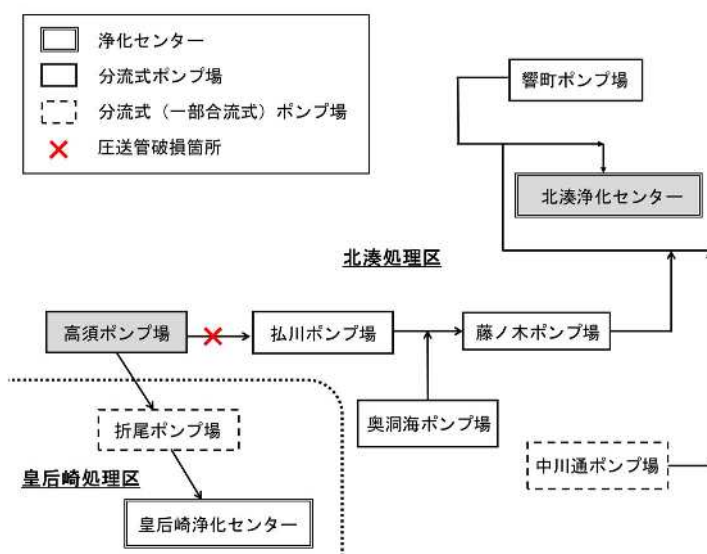 浄化センター
分流式ポンプ場
分流式（一部合流式）ポンプ場
圧送管破損箇所
響町ポンプ場
北湊浄化センター
北湊処理区
高須ポンプ場
払川ポンプ場
藤ノ木ポンプ場
折尾ポンプ場
奥洞海ポンプ場
中川通ポンプ場
皇后崎処理区
皇后崎浄化センター